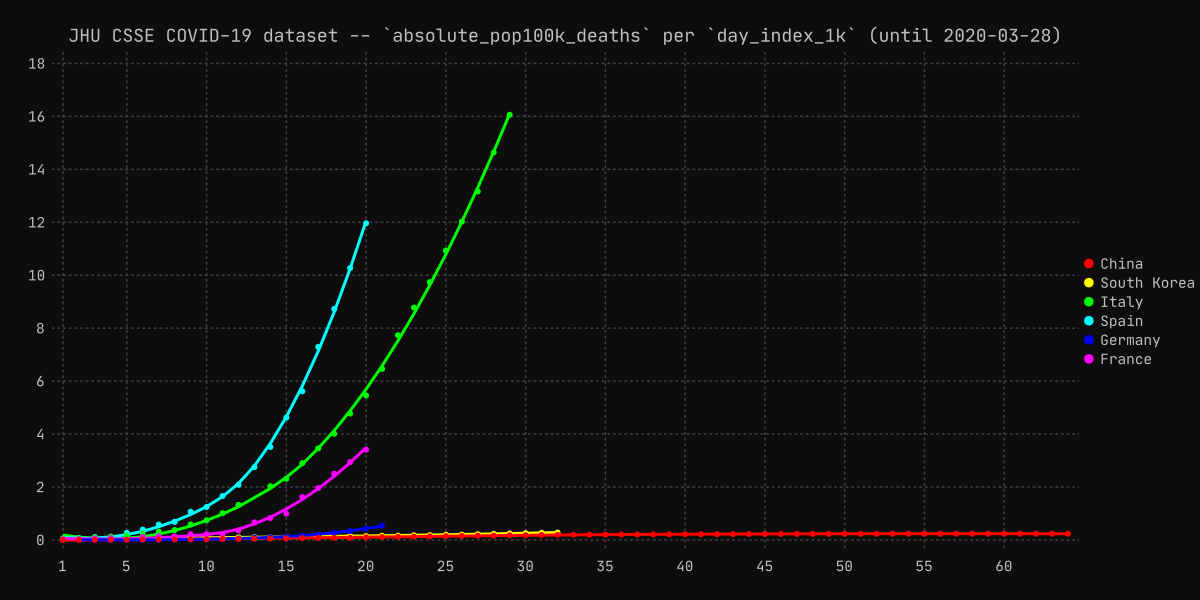 JHU CSSE COVID-19 dataset -- `absolute_pop100k_deaths` per `day_index_1k` (until 2020-03-28)
18
16
14
12
10
8
6
4
2
0
1 5 10 15 20 25 30 35 40 45 50 55 60
China
South Korea
Italy
Spain
Germany
France